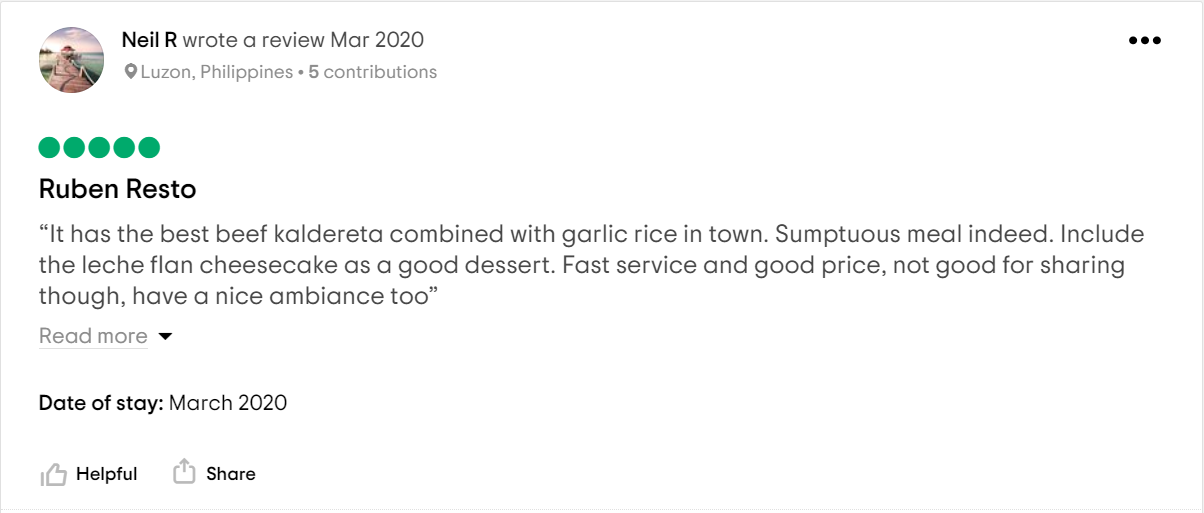 Neil R wrote a review Mar 2020
Luzon, Philippines • 5 contributions
Ruben Resto
“It has the best beef kaldereta combined with garlic rice in town. Sumptuous meal indeed. Include
the leche flan cheesecake as a good dessert. Fast service and good price, not good for sharing
though, have a nice ambiance too”
Read more
Date of stay: March 2020
Helpful Share